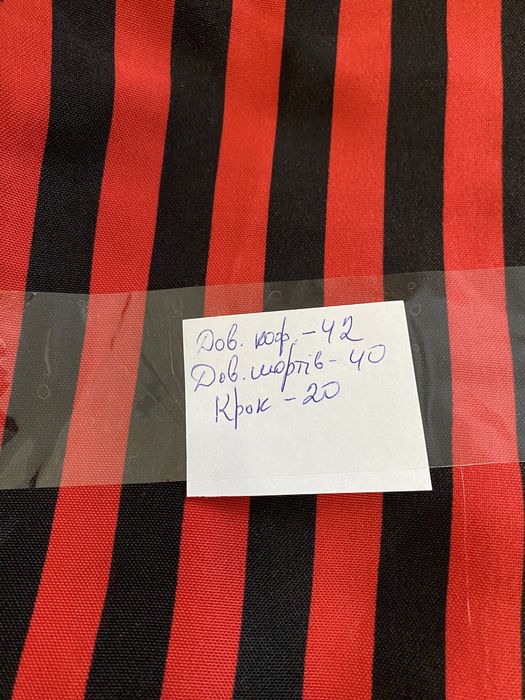 Дов. коф. - 42
Дов. шортів - 40
Крок - 20